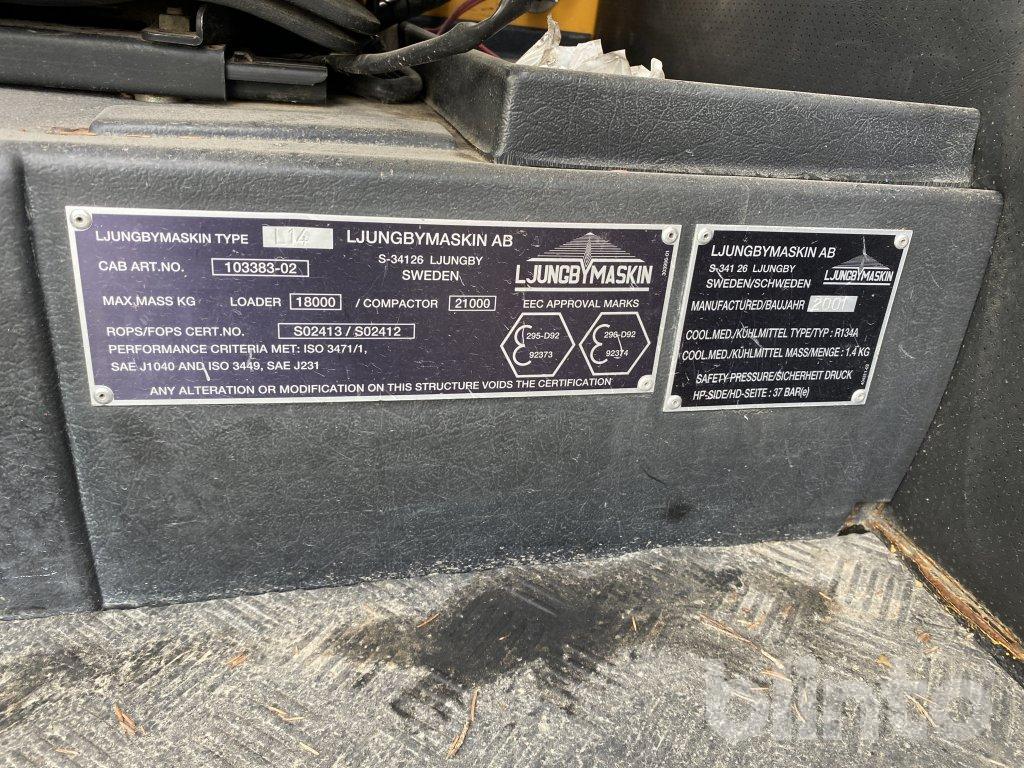 LJUNGBYMASKIN TYPE L14 LJUNGBYMASKIN AB
CAB ART.NO. 103383-02 S-34126 LJUNGBY
SWEDEN
LJUNGBYMASKIN
MAX.MASS KG LOADER 18000 / COMPACTOR 21000 EEC APPROVAL MARKS
ROPS/FOPS CERT.NO. S02413 / S02412
PERFORMANCE CRITERIA MET: ISO 3471/1,
SAE J1040 AND ISO 3449, SAE J231
295-D92
92373
296-D92
92374
ANY ALTERATION OR MODIFICATION ON THIS STRUCTURE VOIDS THE CERTIFICATION
LJUNGBYMASKIN AB
S-341 26 LJUNGBY
SWEDEN/SCHWEDEN
LJUNGBYMASKIN
MANUFACTURED/BAUJAHR 2001
COOL.MED./KÜHLMITTEL TYPE/TYP : R134A
COOL.MED./KÜHLMITTEL MASS/MENGE : 1.4 KG
SAFETY-PRESSURE/SICHERHEIT DRUCK
HP-SIDE/HD-SEITE : 37 BAR(e)
blinto